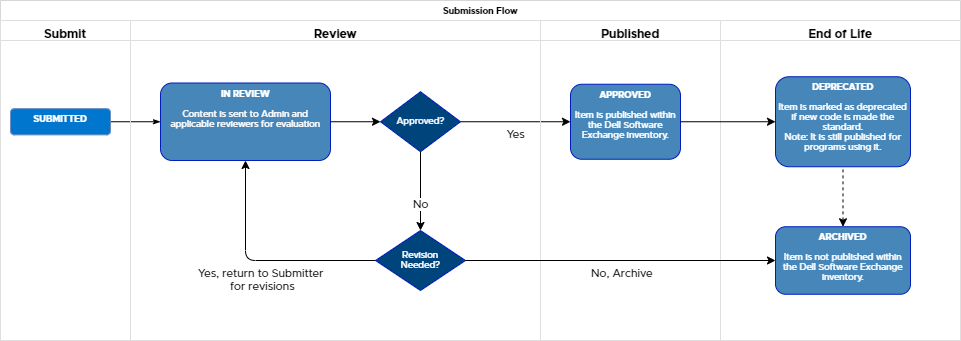 Submission Flow
Submit
Review
Published
End of Life
SUBMITTED
IN REVIEW
Content is sent to Admin and
applicable reviewers for evaluation
Approved?
Yes
APPROVED
Item is published within
the Dell Software
Exchange inventory.
DEPRECATED
Item is marked as deprecated
if new code is made the
standard.
Note: It is still published for
programs using it.
No
Revision
Needed?
Yes, return to Submitter
for revisions
No, Archive
ARCHIVED
Item is not published within
the Dell Software Exchange
inventory.